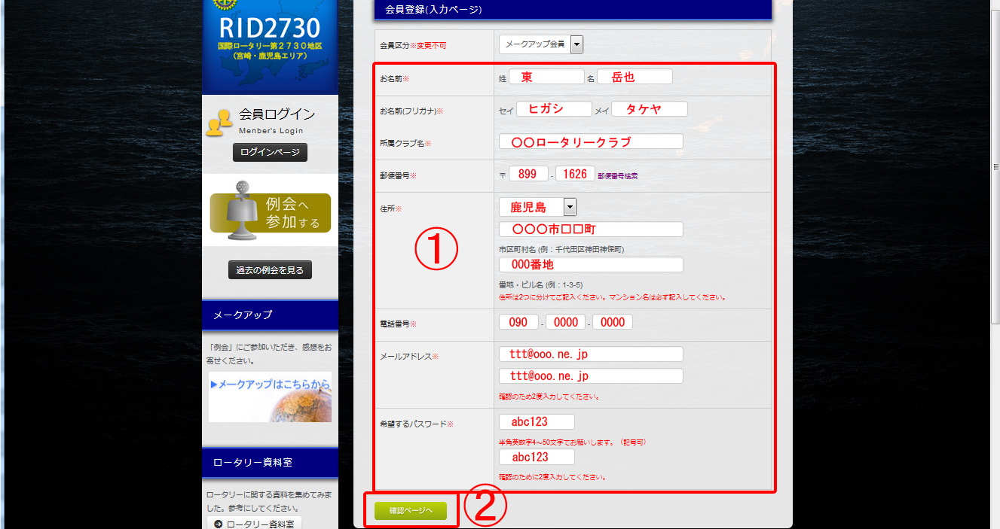 RID2730
国際ロータリー第２７３０地区
（宮崎・鹿児島エリア）
会員ログイン
Menber's Login
ログインページ
例会へ
参加する
過去の例会を見る
メークアップ
「例会」にご参加いただき、感想をお
寄せください。
▶メークアップはこちらから
ロータリー資料室
ロータリーに関する資料を集めてみま
した。参考にしてください。
ロータリー資料室
会員登録(入力ページ)
会員区分※変更不可 メークアップ会員
お名前※ 姓 東 名 岳也
お名前(フリガナ)※ セイ ヒガシ メイ タケヤ
所属クラブ名※ 〇〇ロータリークラブ
郵便番号※ 〒 899 - 1626 郵便番号検索
住所※ 鹿児島
〇〇〇市口口町
市区町村名 (例：千代田区神田神保町)
000番地
番地・ビル名 (例：1-3-5)
住所は2つに分けてご記入ください。マンション名は必ず記入してください。
①
電話番号※ 090 - 0000 - 0000
メールアドレス※ ttt@ooo.ne.jp
ttt@ooo.ne.jp
確認のため2度入力してください。
希望するパスワード※ abc123
半角英数字4～50文字でお願いします。（記号可）
abc123
確認のために2度入力してください。
確認ページへ ②